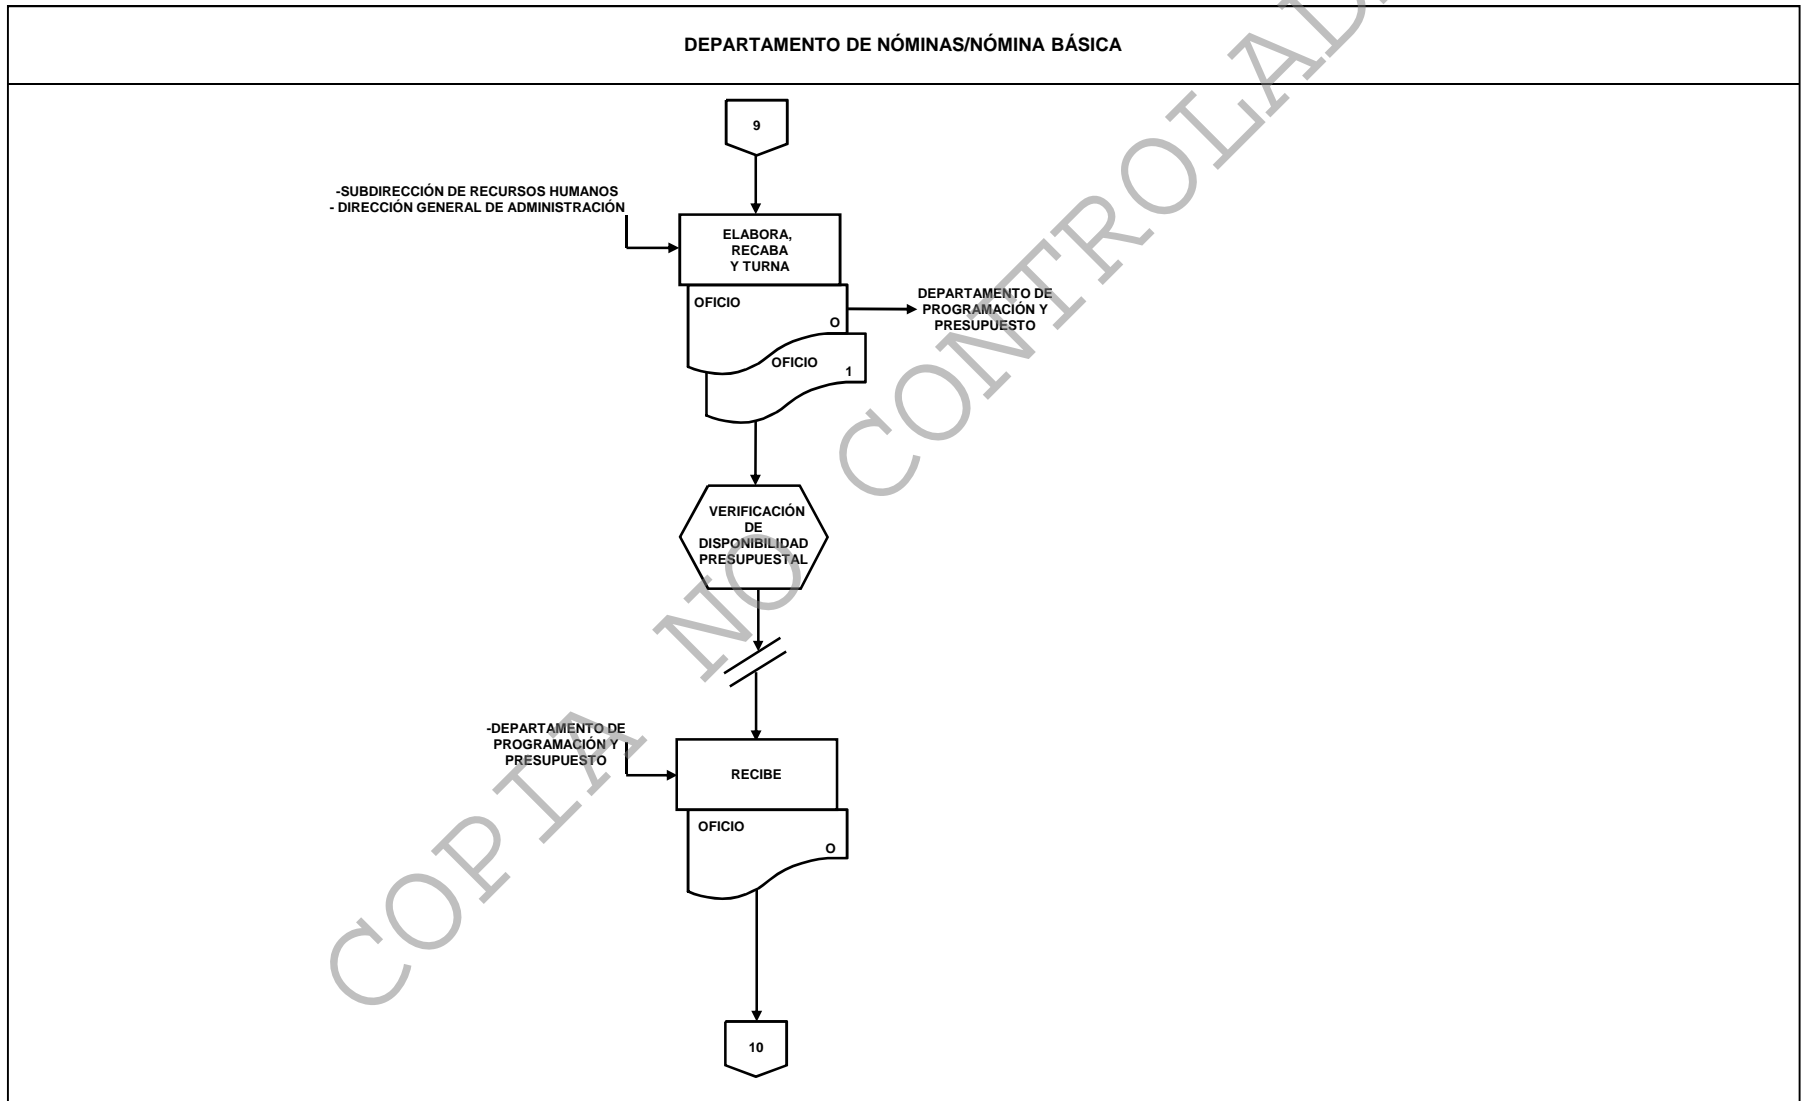 DEPARTAMENTO DE NÓMINAS/NÓMINA BÁSICA
9
-SUBDIRECCIÓN DE RECURSOS HUMANOS
- DIRECCIÓN GENERAL DE ADMINISTRACIÓN
ELABORA,
RECABA
Y TURNA
OFICIO
O
DEPARTAMENTO DE
PROGRAMACIÓN Y
PRESUPUESTO
OFICIO
1
VERIFICACIÓN
DE
DISPONIBILIDAD
PRESUPUESTAL
-DEPARTAMENTO DE
PROGRAMACIÓN Y
PRESUPUESTO
RECIBE
OFICIO
O
10
COPIA NO CONTROLAD